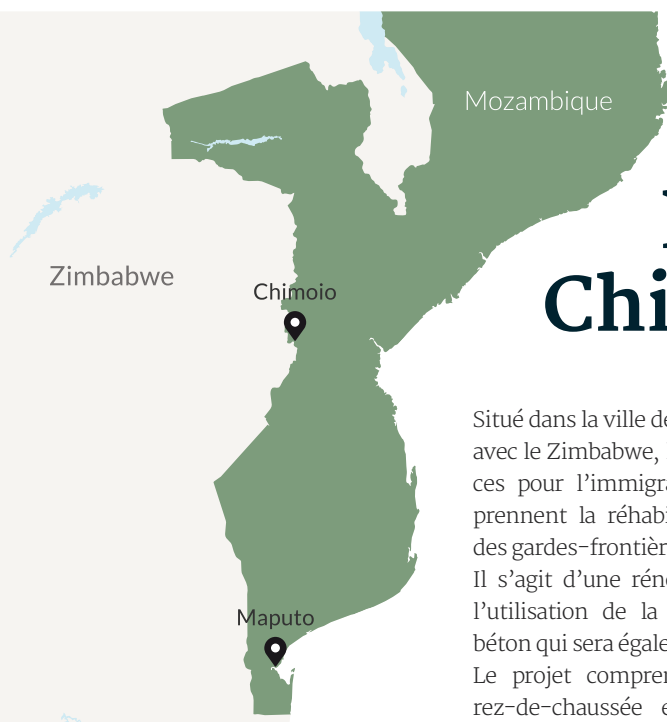 Mozambique
Zimbabwe
Chimoio
Maputo
Chi
Situé dans la ville de
avec le Zimbabwe,
ces pour l’immigra
prennent la réhabi
des gardes-frontièr
Il s’agit d’une réno
l’utilisation de la
béton qui sera égale
Le projet compren
rez-de-chaussée e